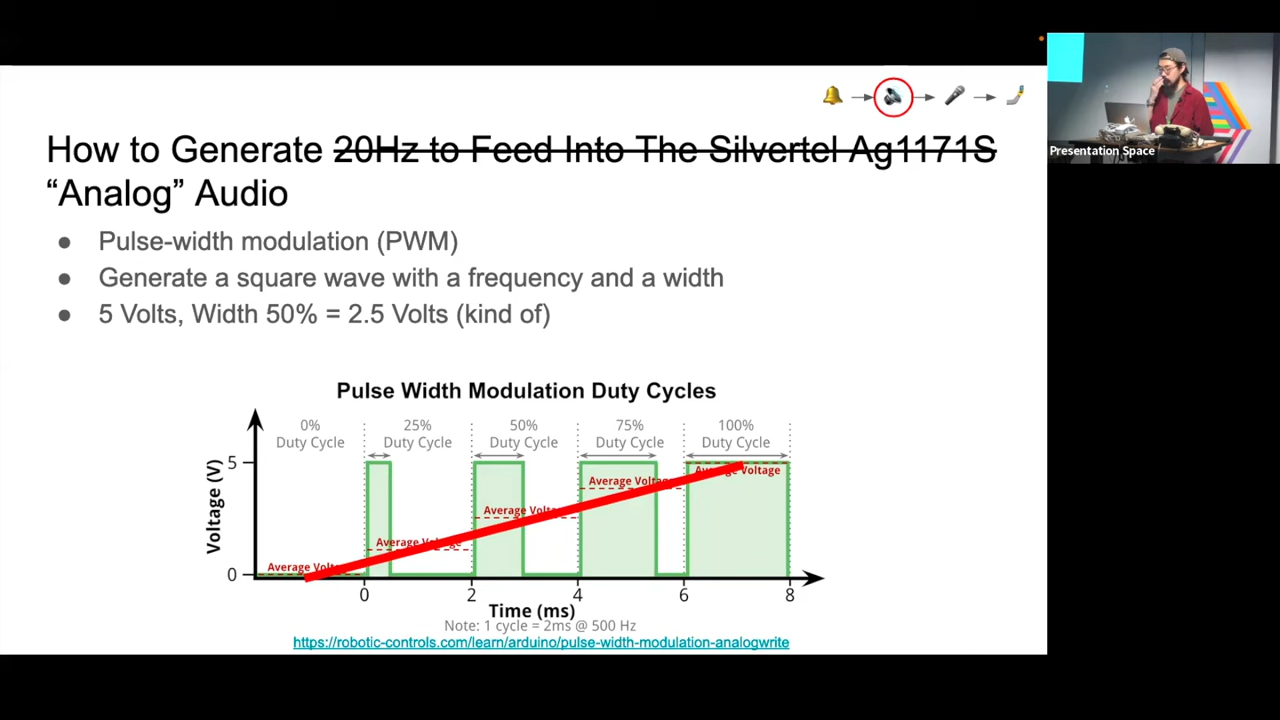 How to Generate 20Hz to Feed Into The Silvertel Ag1171S
“Analog” Audio
● Pulse-width modulation (PWM)
● Generate a square wave with a frequency and a width
● 5 Volts, Width 50% = 2.5 Volts (kind of)
Presentation Space
Pulse Width Modulation Duty Cycles
0% 25% 50% 75% 100%
Duty Cycle Duty Cycle Duty Cycle Duty Cycle Duty Cycle
Voltage (V)
5
Average Voltage
Average Voltage
Average Voltage
Average Voltage
Average Voltage
0
0 2 4 6 8
Time (ms)
Note: 1 cycle = 2ms @ 500 Hz
https://robotic-controls.com/learn/arduino/pulse-width-modulation-analogwrite